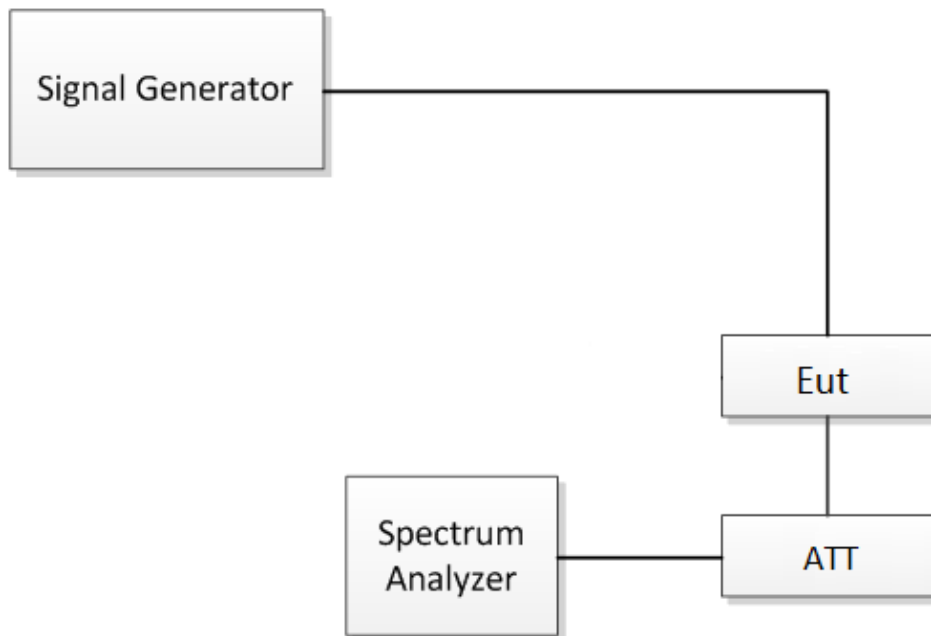 Signal Generator
Eut
Spectrum
Analyzer
ATT